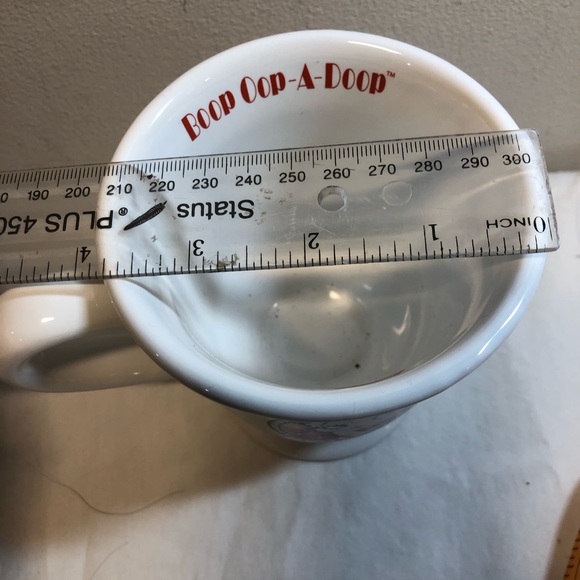 BOOP OOP-A-DOOP™
190 200 210 220 230 240 250 260 270 280 290 300
PLUS 450 ® Status
4 3 2 1 INCH 0